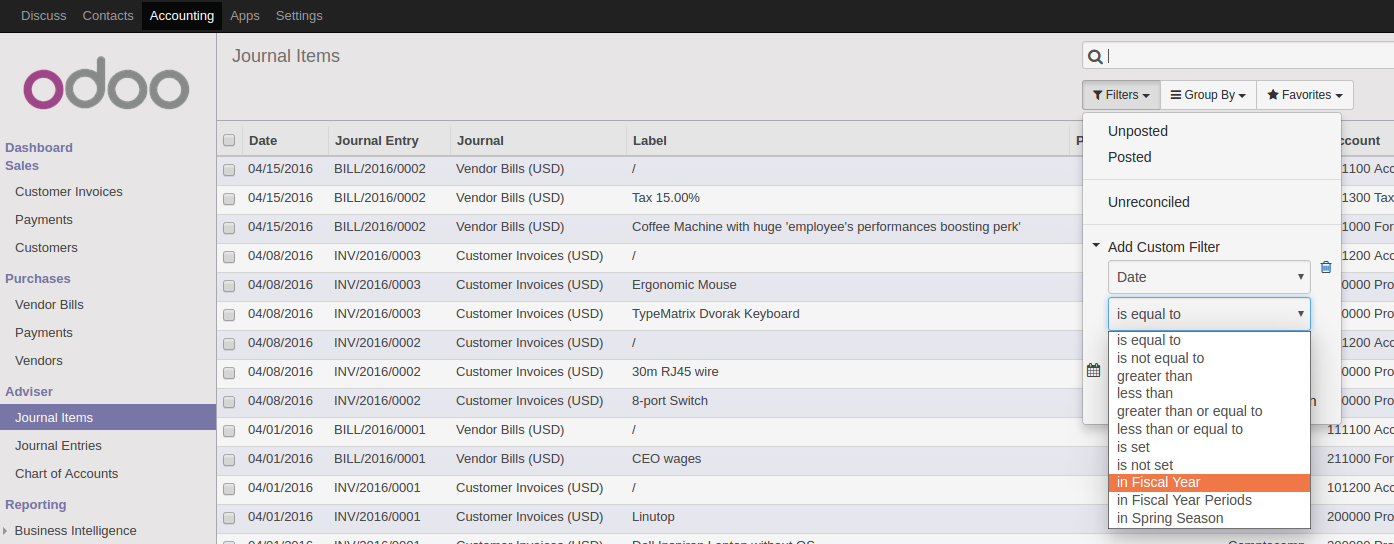 Discuss Contacts Accounting Apps Settings
odoo
Journal Items
Filters Group By Favorites
Dashboard
Sales
Customer Invoices
Payments
Customers
Purchases
Vendor Bills
Payments
Vendors
Adviser
Journal Items
Journal Entries
Chart of Accounts
Reporting
Business Intelligence
Date Journal Entry Journal Label P ccount
04/15/2016 BILL/2016/0002 Vendor Bills (USD) / 1100 Acc
04/15/2016 BILL/2016/0002 Vendor Bills (USD) Tax 15.00% 1300 Tax
04/15/2016 BILL/2016/0002 Vendor Bills (USD) Coffee Machine with huge 'employee's performances boosting perk' 1000 For
04/08/2016 INV/2016/0003 Customer Invoices (USD) / 1200 Acc
04/08/2016 INV/2016/0003 Customer Invoices (USD) Ergonomic Mouse 0000 Pro
04/08/2016 INV/2016/0003 Customer Invoices (USD) TypeMatrix Dvorak Keyboard 0000 Pro
04/08/2016 INV/2016/0002 Customer Invoices (USD) / 1200 Acc
04/08/2016 INV/2016/0002 Customer Invoices (USD) 30m RJ45 wire 0000 Pro
04/08/2016 INV/2016/0002 Customer Invoices (USD) 8-port Switch 0000 Pro
04/01/2016 BILL/2016/0001 Vendor Bills (USD) / 111100 Acc
04/01/2016 BILL/2016/0001 Vendor Bills (USD) CEO wages 211000 For
04/01/2016 INV/2016/0001 Customer Invoices (USD) / 101200 Acc
04/01/2016 INV/2016/0001 Customer Invoices (USD) Linutop 200000 Pro
Unposted
Posted
Unreconciled
Add Custom Filter
Date
is equal to
is equal to
is not equal to
greater than
less than
greater than or equal to
less than or equal to
is set
is not set
in Fiscal Year
in Fiscal Year Periods
in Spring Season